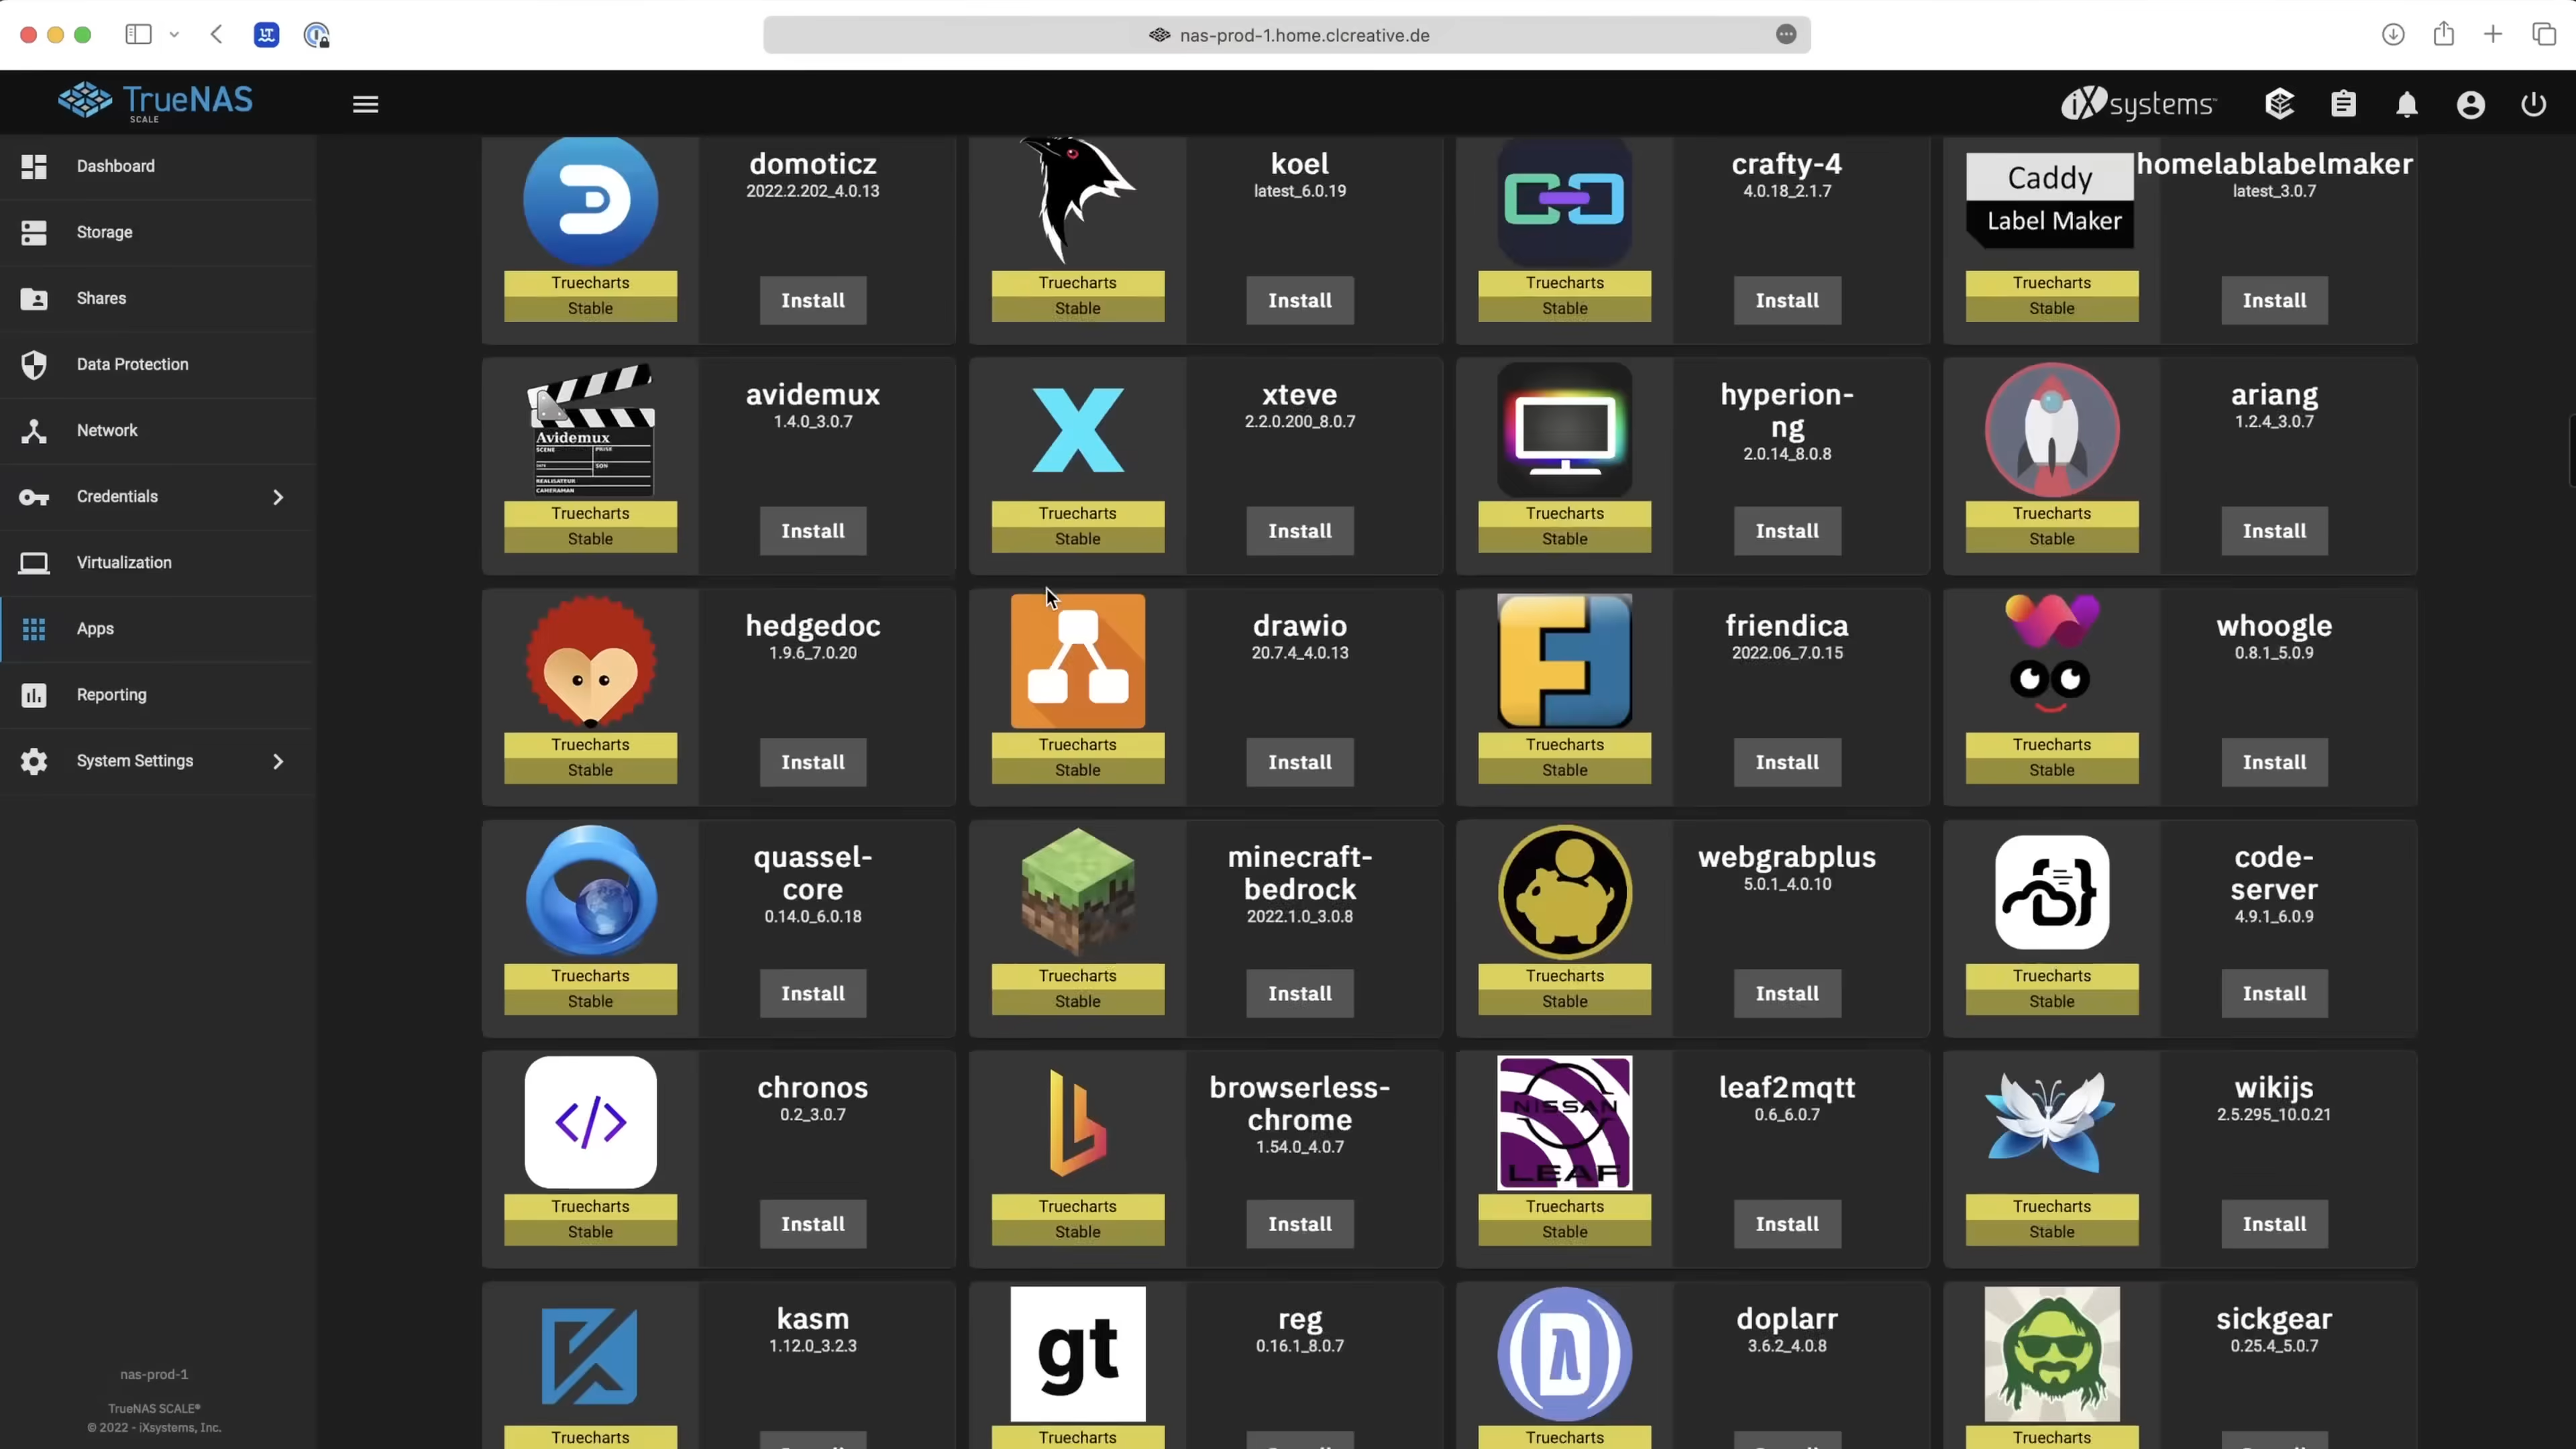 nas-prod-1.home.clcreative.de
TrueNAS
SCALE
iXsystems
Dashboard
Storage
Shares
Data Protection
Network
Credentials
Virtualization
Apps
Reporting
System Settings
nas-prod-1
TrueNAS SCALE®
© 2022 - iXsystems, Inc.
domoticz
2022.2.202_4.0.13
Truecharts
Stable
Install
koel
latest_6.0.19
Truecharts
Stable
Install
crafty-4
4.0.18_2.1.7
Truecharts
Stable
Install
Caddy
Label Maker
homelablabelmaker
latest_3.0.7
Truecharts
Stable
Install
Avidemux
SCENE
PRISE
SON
REALISATEUR
CAMERAMAN
avidemux
1.4.0_3.0.7
Truecharts
Stable
Install
xteve
2.2.0.200_8.0.7
Truecharts
Stable
Install
hyperion-
ng
2.0.14_8.0.8
Truecharts
Stable
Install
ariang
1.2.4_3.0.7
Truecharts
Stable
Install
hedgedoc
1.9.6_7.0.20
Truecharts
Stable
Install
drawio
20.7.4_4.0.13
Truecharts
Stable
Install
friendica
2022.06_7.0.15
Truecharts
Stable
Install
whoogle
0.8.1_5.0.9
Truecharts
Stable
Install
quassel-
core
0.14.0_6.0.18
Truecharts
Stable
Install
minecraft-
bedrock
2022.1.0_3.0.8
Truecharts
Stable
Install
webgrabplus
5.0.1_4.0.10
Truecharts
Stable
Install
code-
server
4.9.1_6.0.9
Truecharts
Stable
Install
chronos
0.2_3.0.7
Truecharts
Stable
Install
browserless-
chrome
1.54.0_4.0.7
Truecharts
Stable
Install
NISSAN
LEAF
leaf2mqtt
0.6_6.0.7
Truecharts
Stable
Install
wikijs
2.5.295_10.0.21
Truecharts
Stable
Install
kasm
1.12.0_3.2.3
Truecharts
gt
reg
0.16.1_8.0.7
Truecharts
doplarr
3.6.2_4.0.8
Truecharts
sickgear
0.25.4_5.0.7
Truecharts